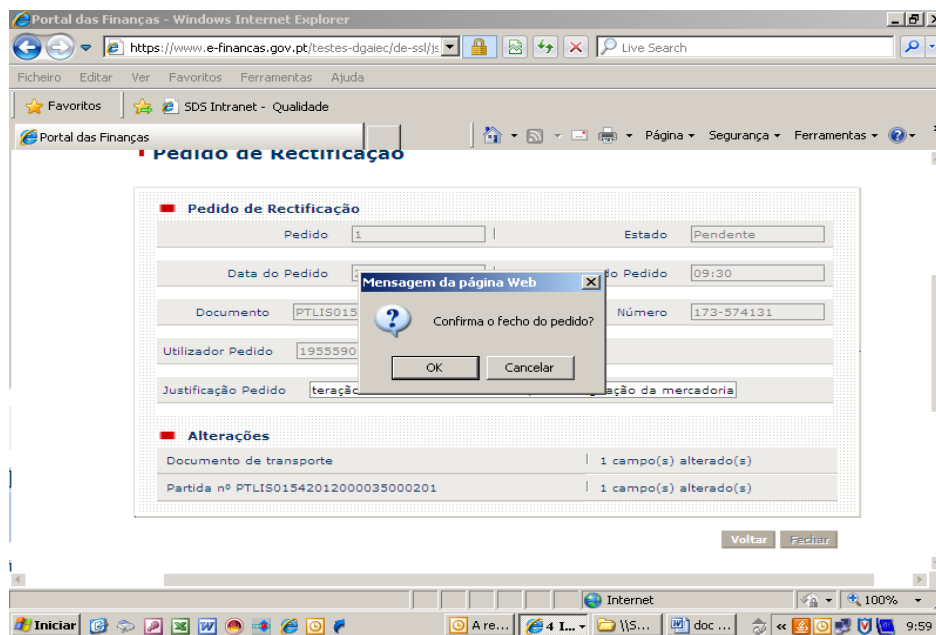 Portal das Finanças - Windows Internet Explorer
https://www.e-financas.gov.pt/testes-dgaiec/de-ssl/js
Live Search
Ficheiro Editar Ver Favoritos Ferramentas Ajuda
Favoritos SDS Intranet - Qualidade
Portal das Finanças Página Segurança Ferramentas
Pedido de Rectificação
Pedido de Rectificação
Pedido 1 Estado Pendente
Data do Pedido do Pedido 09:30
Mensagem da página Web
Documento PTLIS015 Número 173-574131
Confirma o fecho do pedido?
Utilizador Pedido 1955590
OK Cancelar
Justificação Pedido teração ação da mercadoria
Alterações
Documento de transporte 1 campo(s) alterado(s)
Partida nº PTLIS01542012000035000201 1 campo(s) alterado(s)
Voltar Fechar
Internet 100%
Iniciar A re... 4 I... \\S... doc ... « 9:59